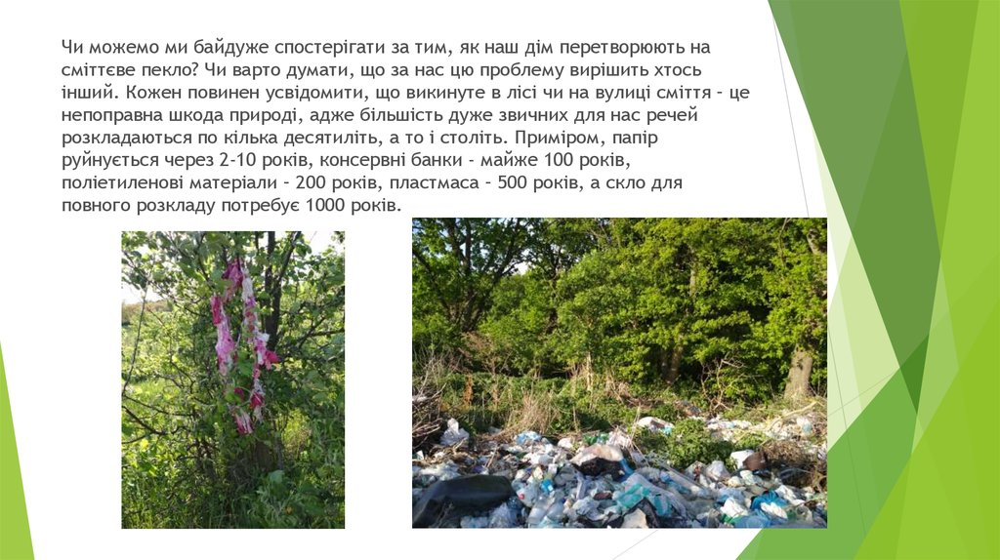 Чи можемо ми байдуже спостерігати за тим, як наш дім перетворюють на
сміттєве пекло? Чи варто думати, що за нас цю проблему вирішить хтось
інший. Кожен повинен усвідомити, що викинуте в лісі чи на вулиці сміття – це
непоправна шкода природі, адже більшість дуже звичних для нас речей
розкладаються по кілька десятиліть, а то і століть. Приміром, папір
руйнується через 2-10 років, консервні банки - майже 100 років,
поліетиленові матеріали – 200 років, пластмаса – 500 років, а скло для
повного розкладу потребує 1000 років.